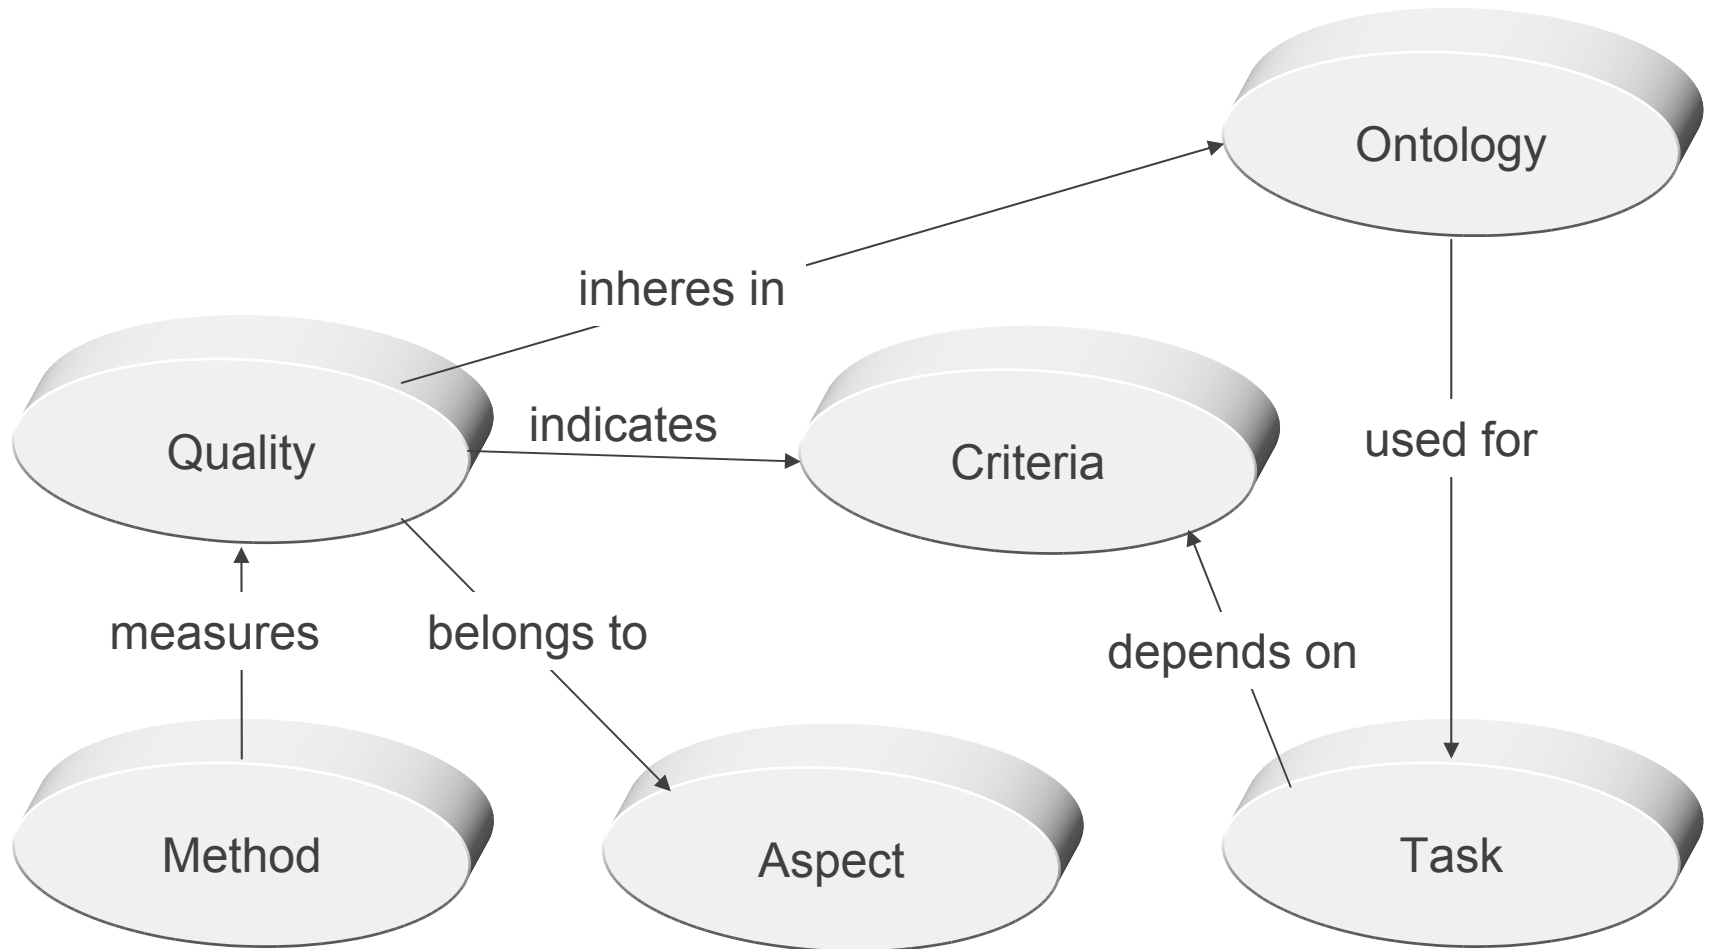 Ontology
inheres in
indicates
Quality
Criteria
used for
measures
belongs to
depends on
Method
Aspect
Task